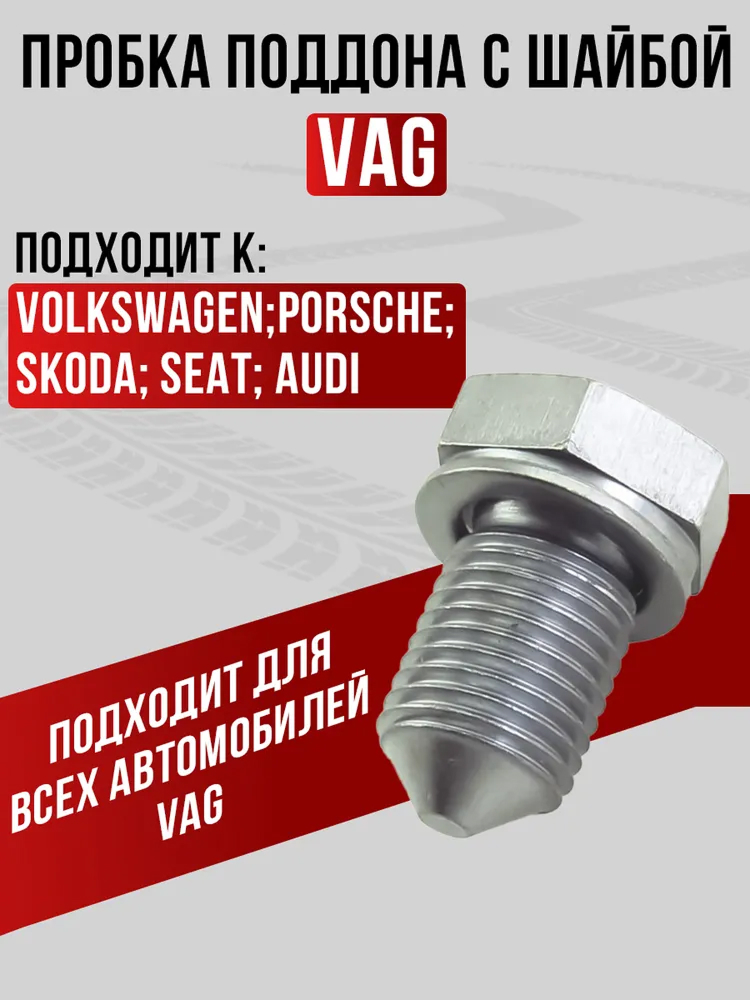 ПРОБКА ПОДДОНА С ШАЙБОЙ
VAG
ПОДХОДИТ К:
VOLKSWAGEN;PORSCHE;
SKODA; SEAT; AUDI
ПОДХОДИТ ДЛЯ
ВСЕХ АВТОМОБИЛЕЙ
VAG